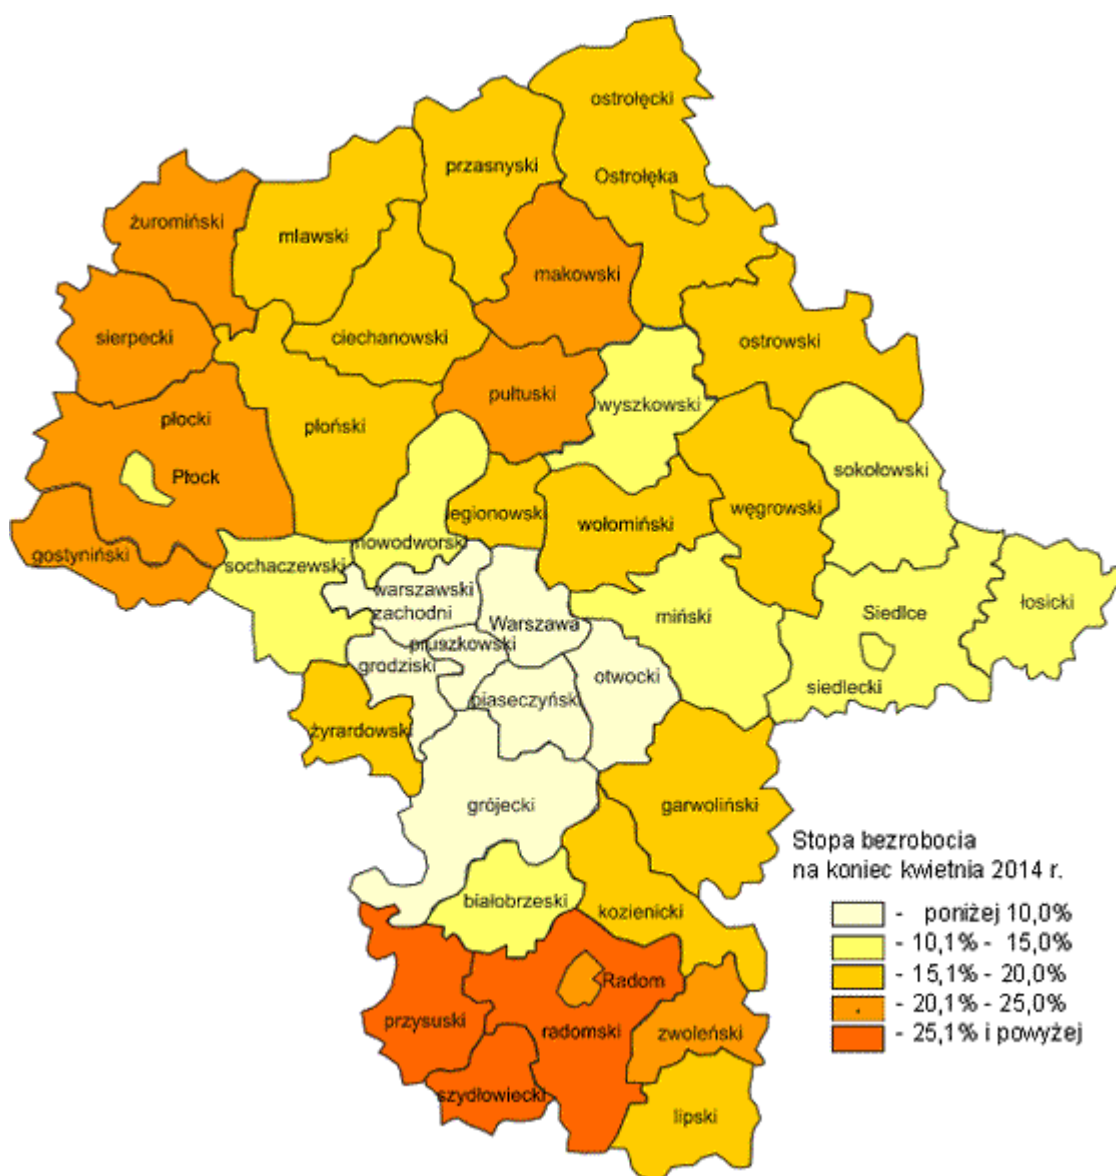 ostrołęcki
przasnyski
Ostrołęka
żuromiński
mławski
makowski
sierpecki
ciechanowski
ostrowski
pułtuski
wyszkowski
płocki
płoński
sokołowski
Płock
legionowski
wołomiński
węgrowski
nowodworski
gostyniński
sochaczewski
warszawski
zachodni
Warszawa
miński
Siedlce
łosicki
pruszkowski
grodziski
otwocki
siedlecki
piaseczyński
żyrardowski
grójecki
garwoliński
Stopa bezrobocia
na koniec kwietnia 2014 r.
białobrzeski
kozienicki
- poniżej 10,0%
- 10,1% - 15,0%
- 15,1% - 20,0%
- 20,1% - 25,0%
- 25,1% i powyżej
Radom
przysuski
radomski
zwoleński
szydłowiecki
lipski